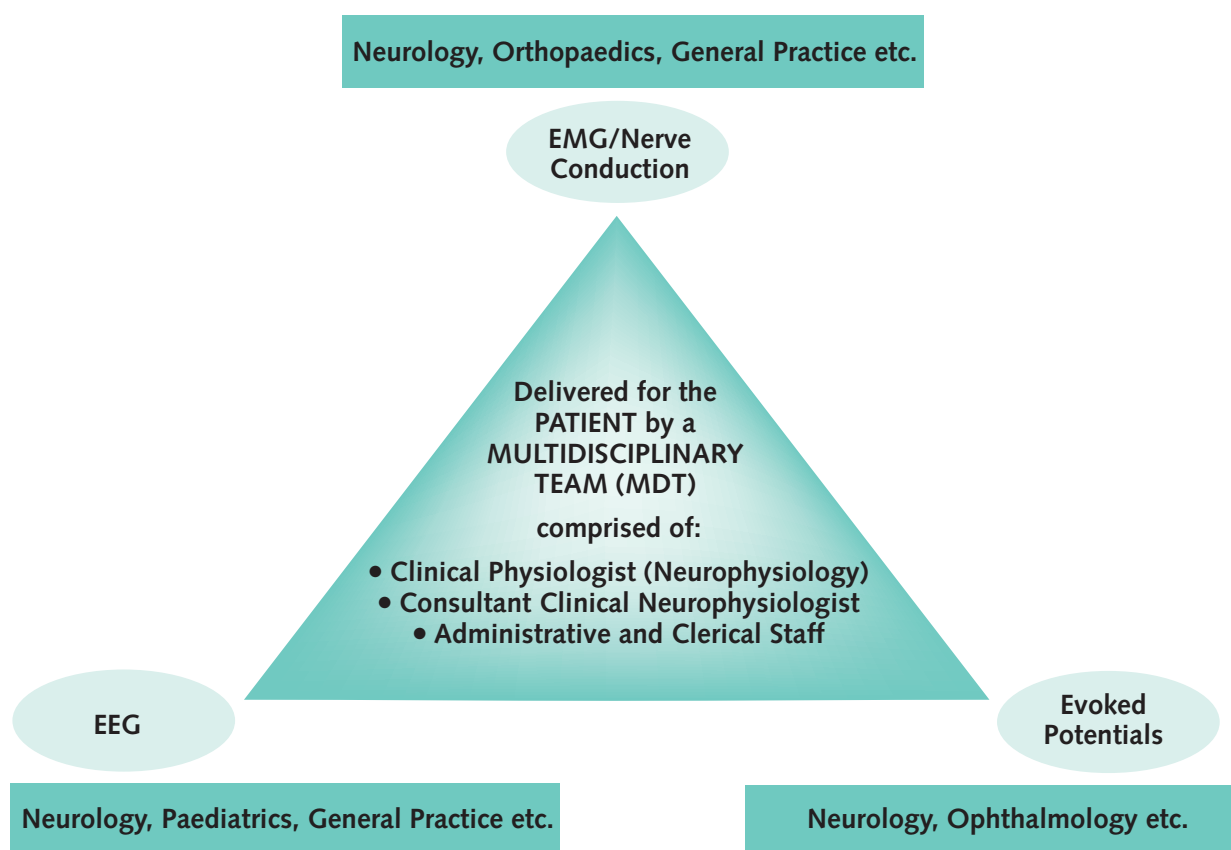 Neurology, Orthopaedics, General Practice etc.
EMG/Nerve
Conduction
Delivered for the
PATIENT by a
MULTIDISCIPLINARY
TEAM (MDT)
comprised of:
• Clinical Physiologist (Neurophysiology)
• Consultant Clinical Neurophysiologist
• Administrative and Clerical Staff
EEG
Evoked
Potentials
Neurology, Paediatrics, General Practice etc.
Neurology, Ophthalmology etc.